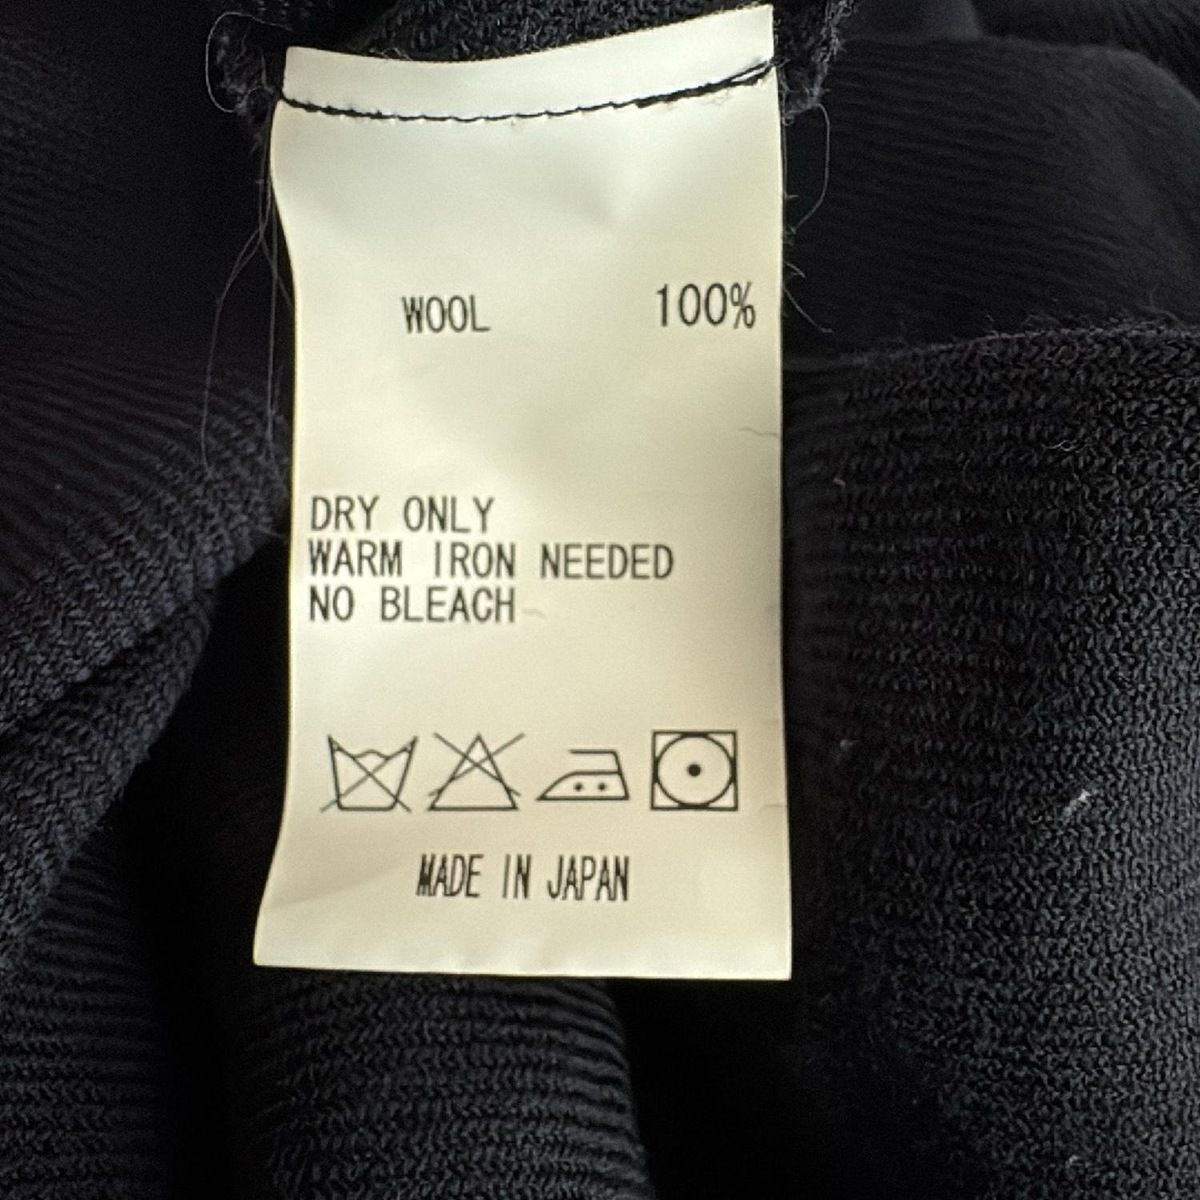 WOOL 100%
DRY ONLY
WARM IRON NEEDED
NO BLEACH
MADE IN JAPAN